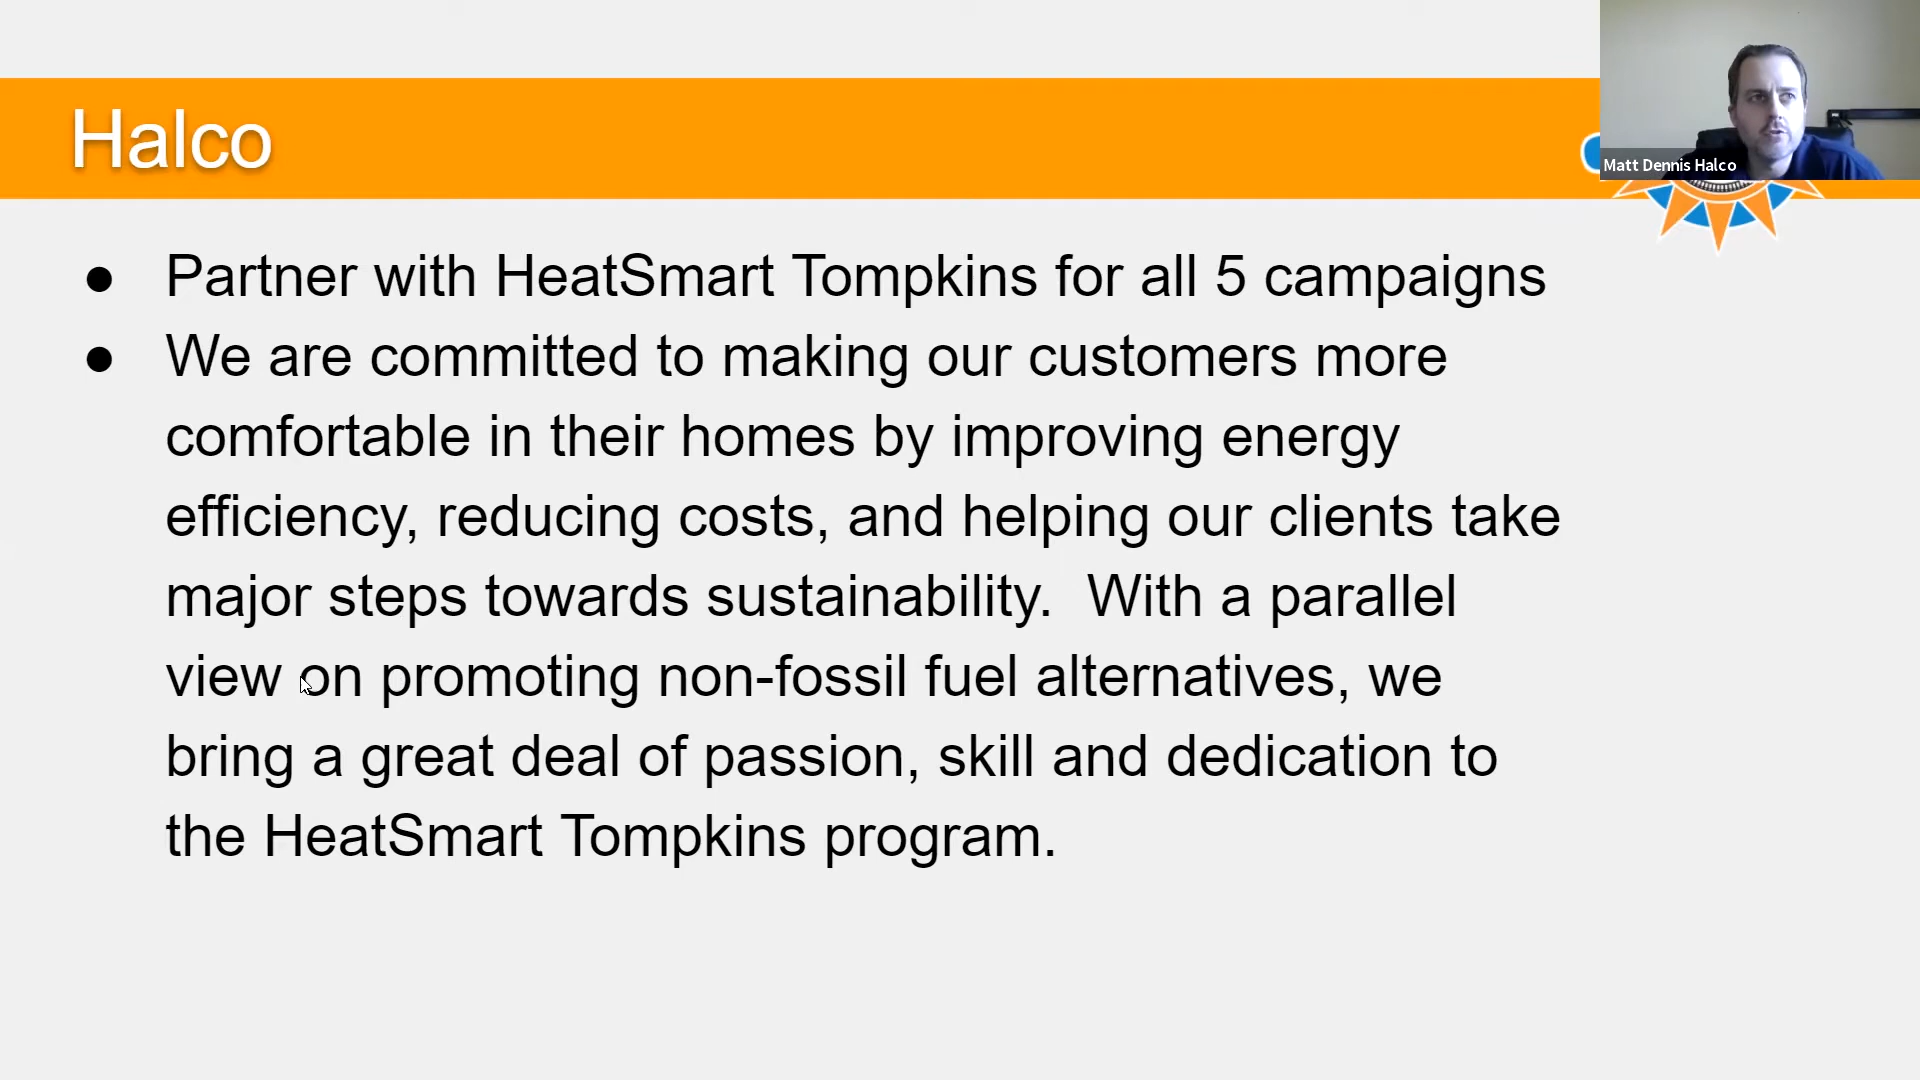 Halco
Matt Dennis Halco
● Partner with HeatSmart Tompkins for all 5 campaigns
● We are committed to making our customers more
comfortable in their homes by improving energy
efficiency, reducing costs, and helping our clients take
major steps towards sustainability.  With a parallel
view on promoting non-fossil fuel alternatives, we
bring a great deal of passion, skill and dedication to
the HeatSmart Tompkins program.